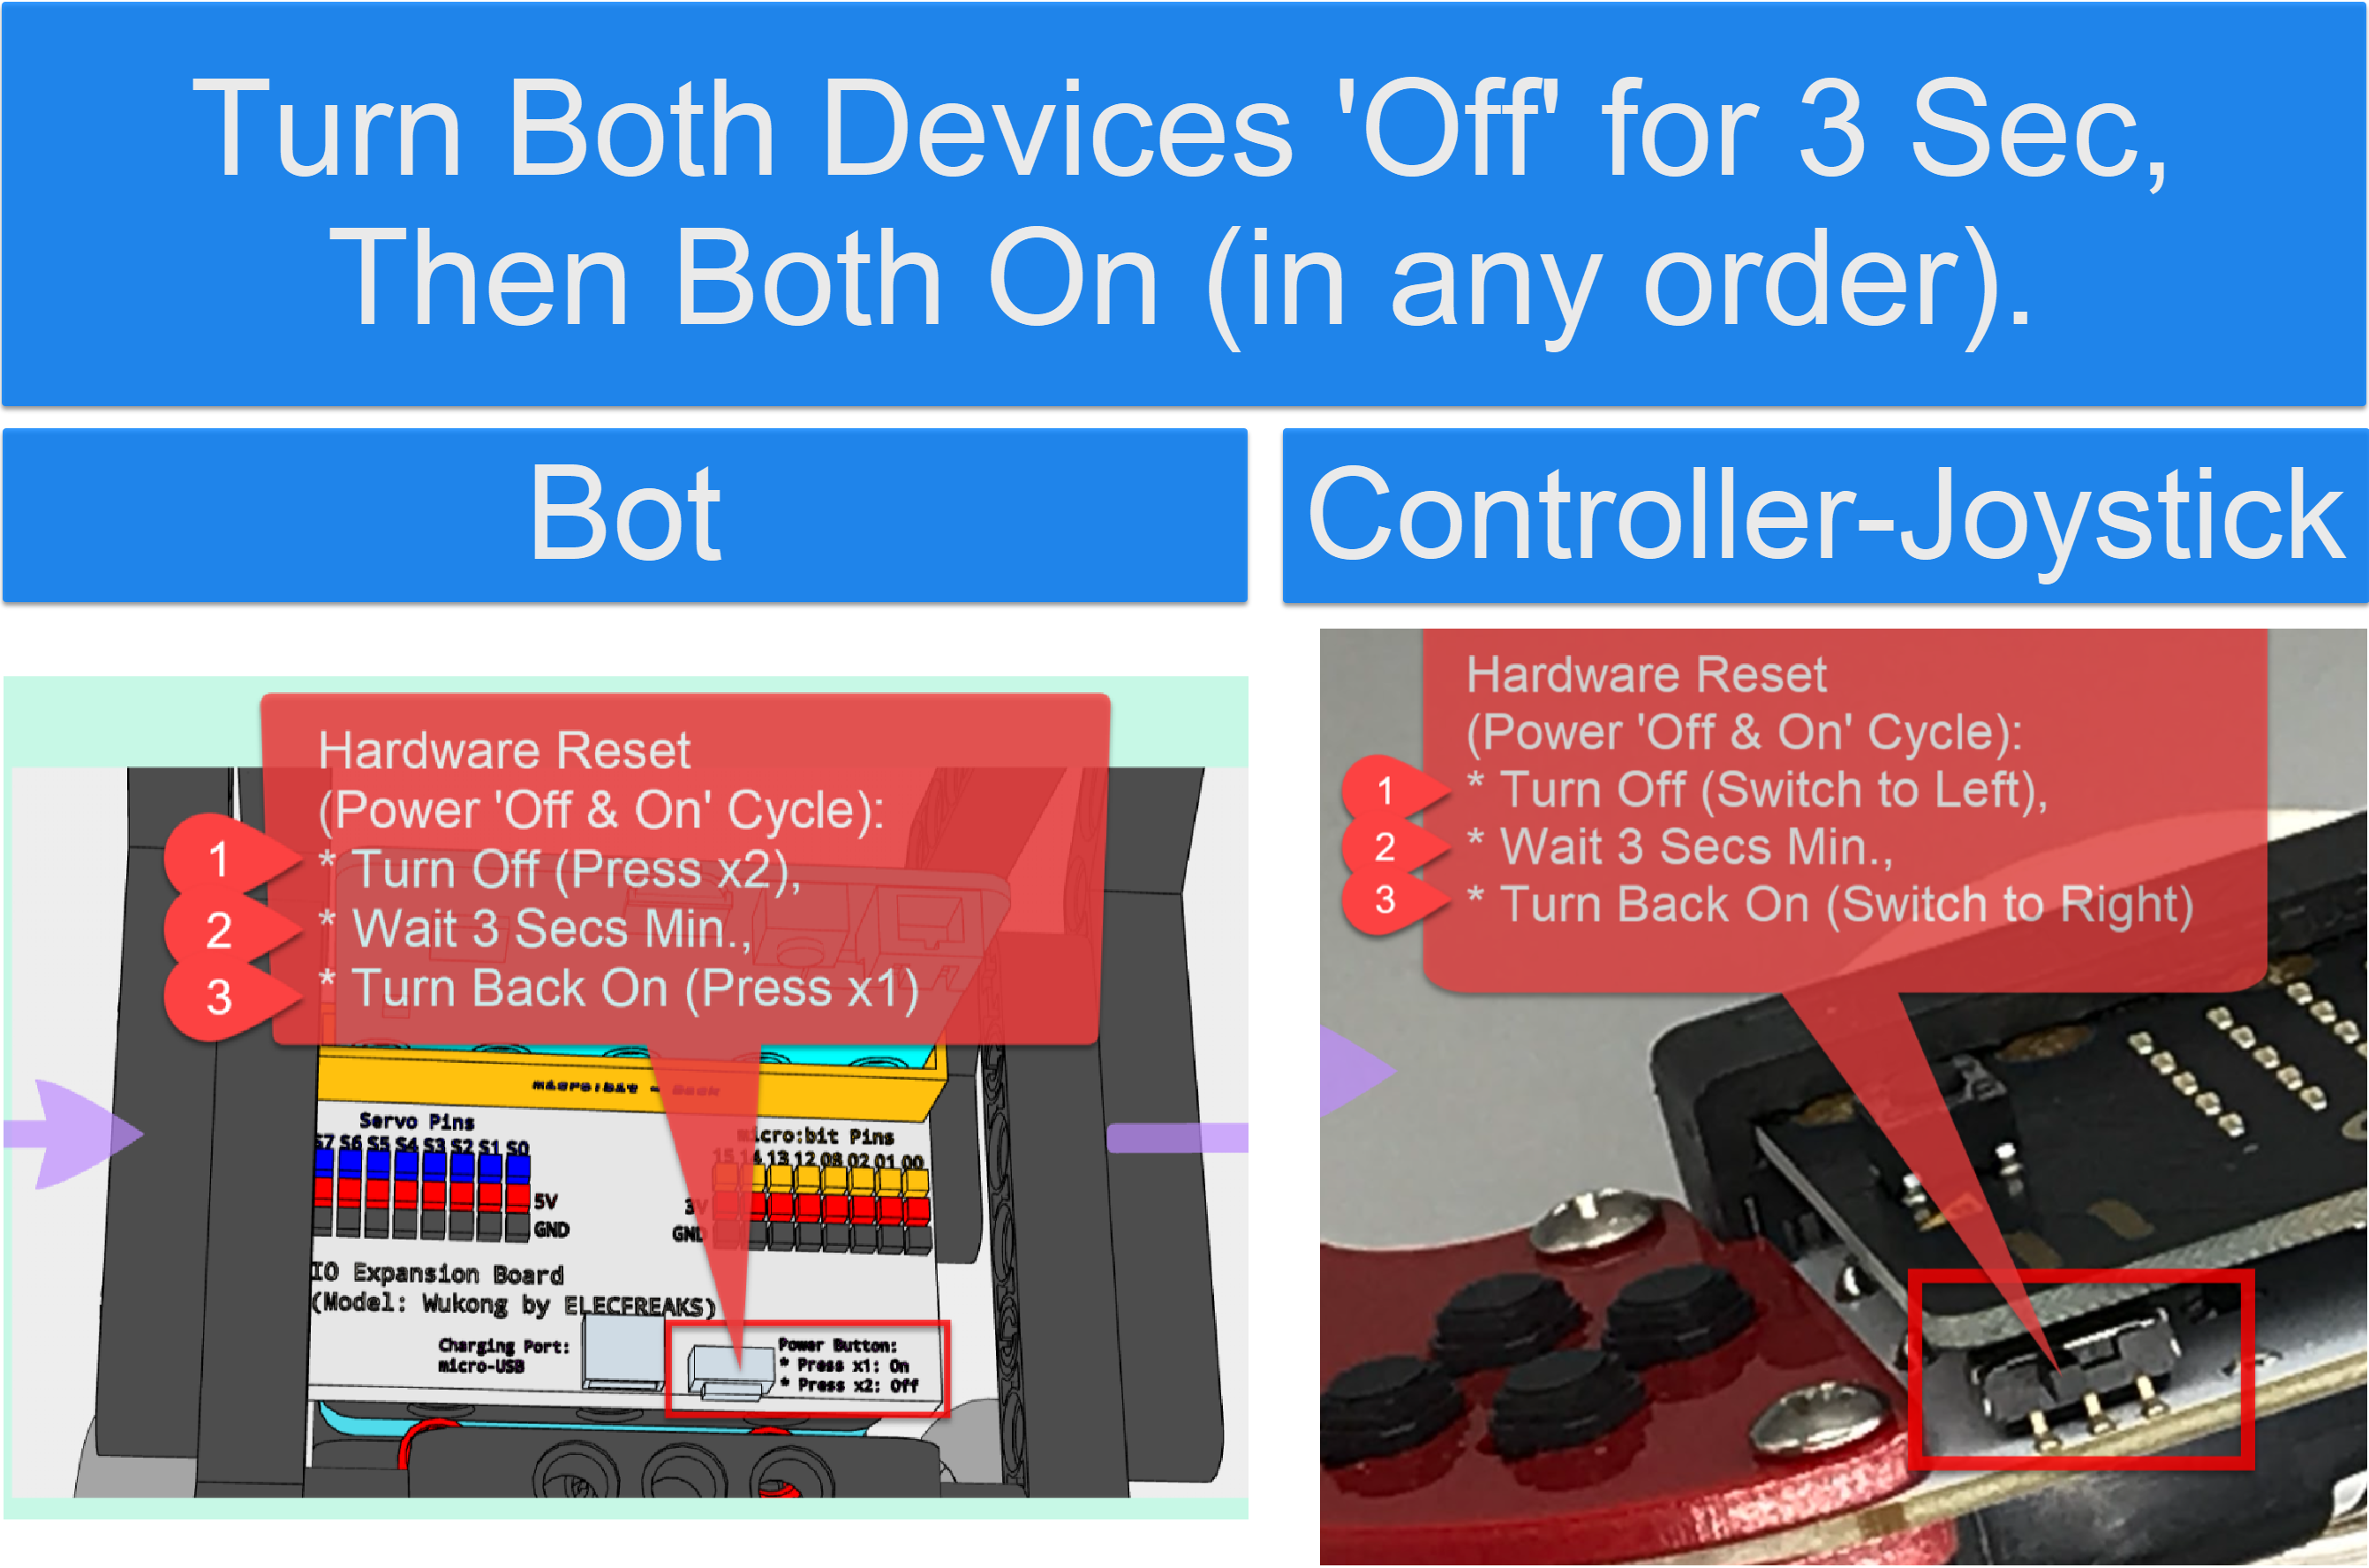 Turn Both Devices 'Off' for 3 Sec,
Then Both On (in any order).
Bot
Controller-Joystick
Hardware Reset
(Power 'Off & On' Cycle):
1 * Turn Off (Press x2),
2 * Wait 3 Secs Min.,
3 * Turn Back On (Press x1)
micro:bit - Back
Servo Pins
S7 S6 S5 S4 S3 S2 S1 S0
5V
GND
micro:bit Pins
15 14 13 12 08 02 01 00
3V
GND
IO Expansion Board
(Model: Wukong by ELECFREAKS)
Charging Port:
micro-USB
Power Button:
* Press x1: On
* Press x2: Off
Hardware Reset
(Power 'Off & On' Cycle):
1 * Turn Off (Switch to Left),
2 * Wait 3 Secs Min.,
3 * Turn Back On (Switch to Right)